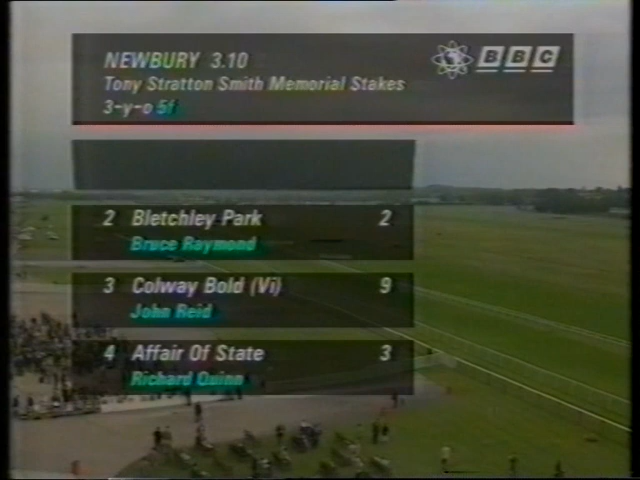 NEWBURY 3.10
BBC
Tony Stratton Smith Memorial Stakes
3-y-o 5f
2 Bletchley Park 2
Bruce Raymond
3 Colway Bold (Vi) 9
John Reid
4 Affair Of State 3
Richard Quinn